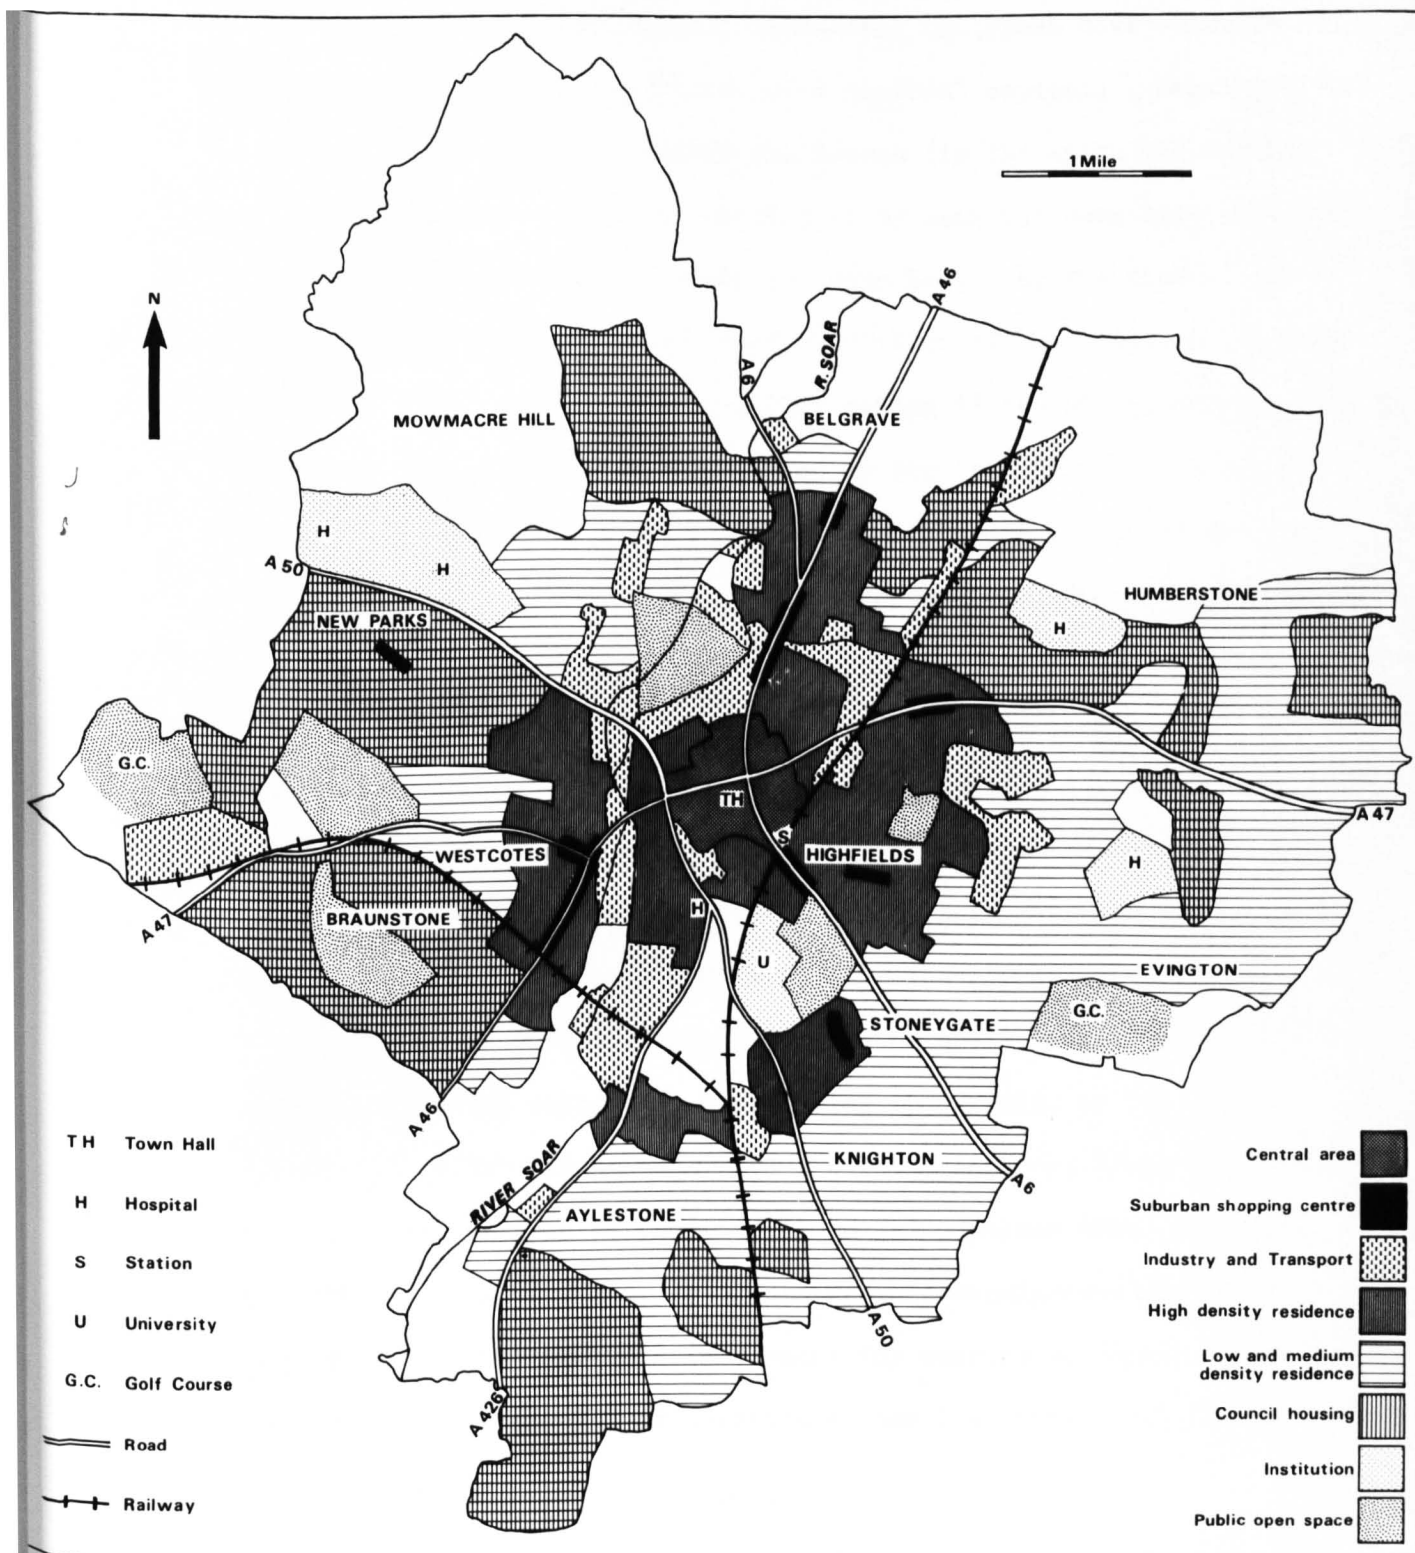 1 Mile
N
A 46
R. SOAR
A 6
BELGRAVE
MOWMACRE HILL
H
H
A 50
NEW PARKS
HUMBERSTONE
H
G.C.
TH
A 47
S
WESTCOTES
HIGHFIELDS
H
BRAUNSTONE
A 47
H
U
EVINGTON
G.C.
STONEYGATE
A 46
KNIGHTON
A 6
RIVER SOAR
AYLESTONE
A 50
A 426
T H Town Hall
H Hospital
S Station
U University
G.C. Golf Course
Road
Railway
Central area
Suburban shopping centre
Industry and Transport
High density residence
Low and medium
density residence
Council housing
Institution
Public open space